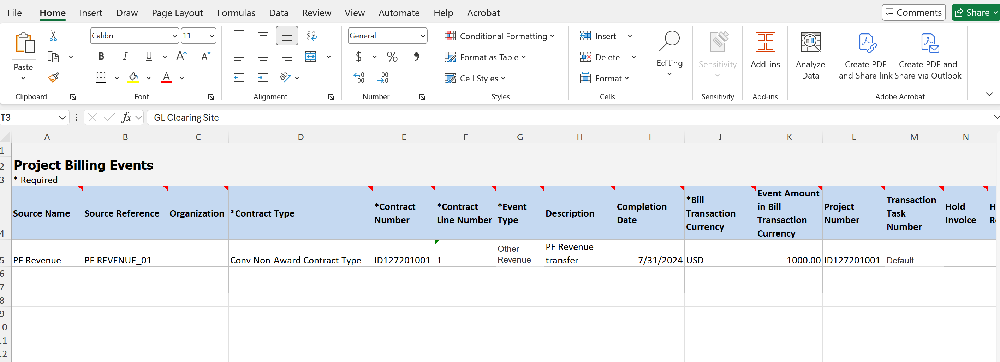 File Home Insert Draw Page Layout Formulas Data Review View Automate Help Acrobat Comments Share
Paste
Clipboard
Calibri 11
B I U A A
A
Font
ab
c
ab
Alignment
General
$ % ,
.00 .00
Number
Conditional Formatting
Format as Table
Cell Styles
Styles
Insert
Delete
Format
Cells
Editing
Sensitivity
Sensitivity
Add-ins
Add-ins
Analyze
Data
Create PDF
and Share link
Create PDF and
Share via Outlook
Adobe Acrobat
T3 fx GL Clearing Site
A B C D E F G H I J K L M N
1
2 Project Billing Events
3 * Required
4
Source Name
Source Reference
Organization
*Contract Type
*Contract
Number
*Contract
Line Number
*Event
Type
Description
Completion
Date
*Bill
Transaction
Currency
Event Amount
in Bill
Transaction
Currency
Project
Number
Transaction
Task
Number
Hold
Invoice
5
PF Revenue
PF REVENUE_01
Conv Non-Award Contract Type
ID127201001
1
Other
Revenue
PF Revenue
transfer
7/31/2024
USD
1000.00
ID127201001
Default
6
7
8
9
10
11
12